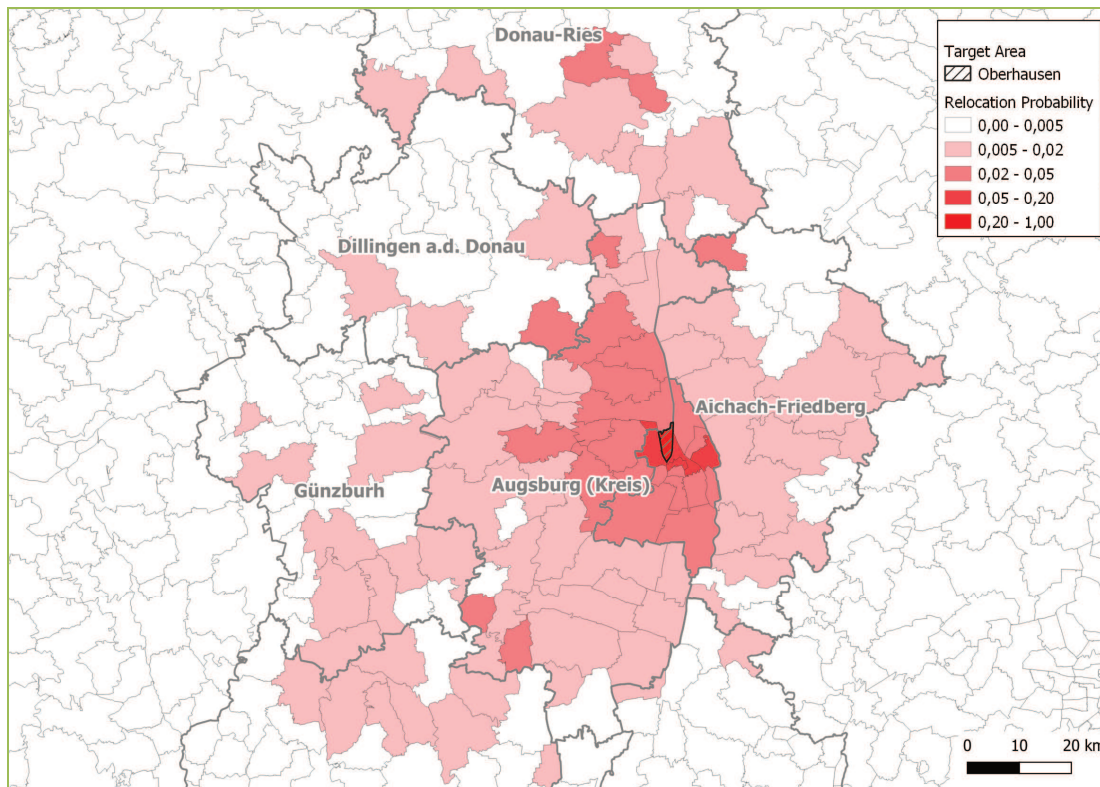 Donau-Ries
Target Area
Oberhausen
Relocation Probability
0,00 - 0,005
0,005 - 0,02
0,02 - 0,05
0,05 - 0,20
0,20 - 1,00
Dillingen a.d. Donau
Aichach-Friedberg
Günzburh
Augsburg (Kreis)
0 10 20 km